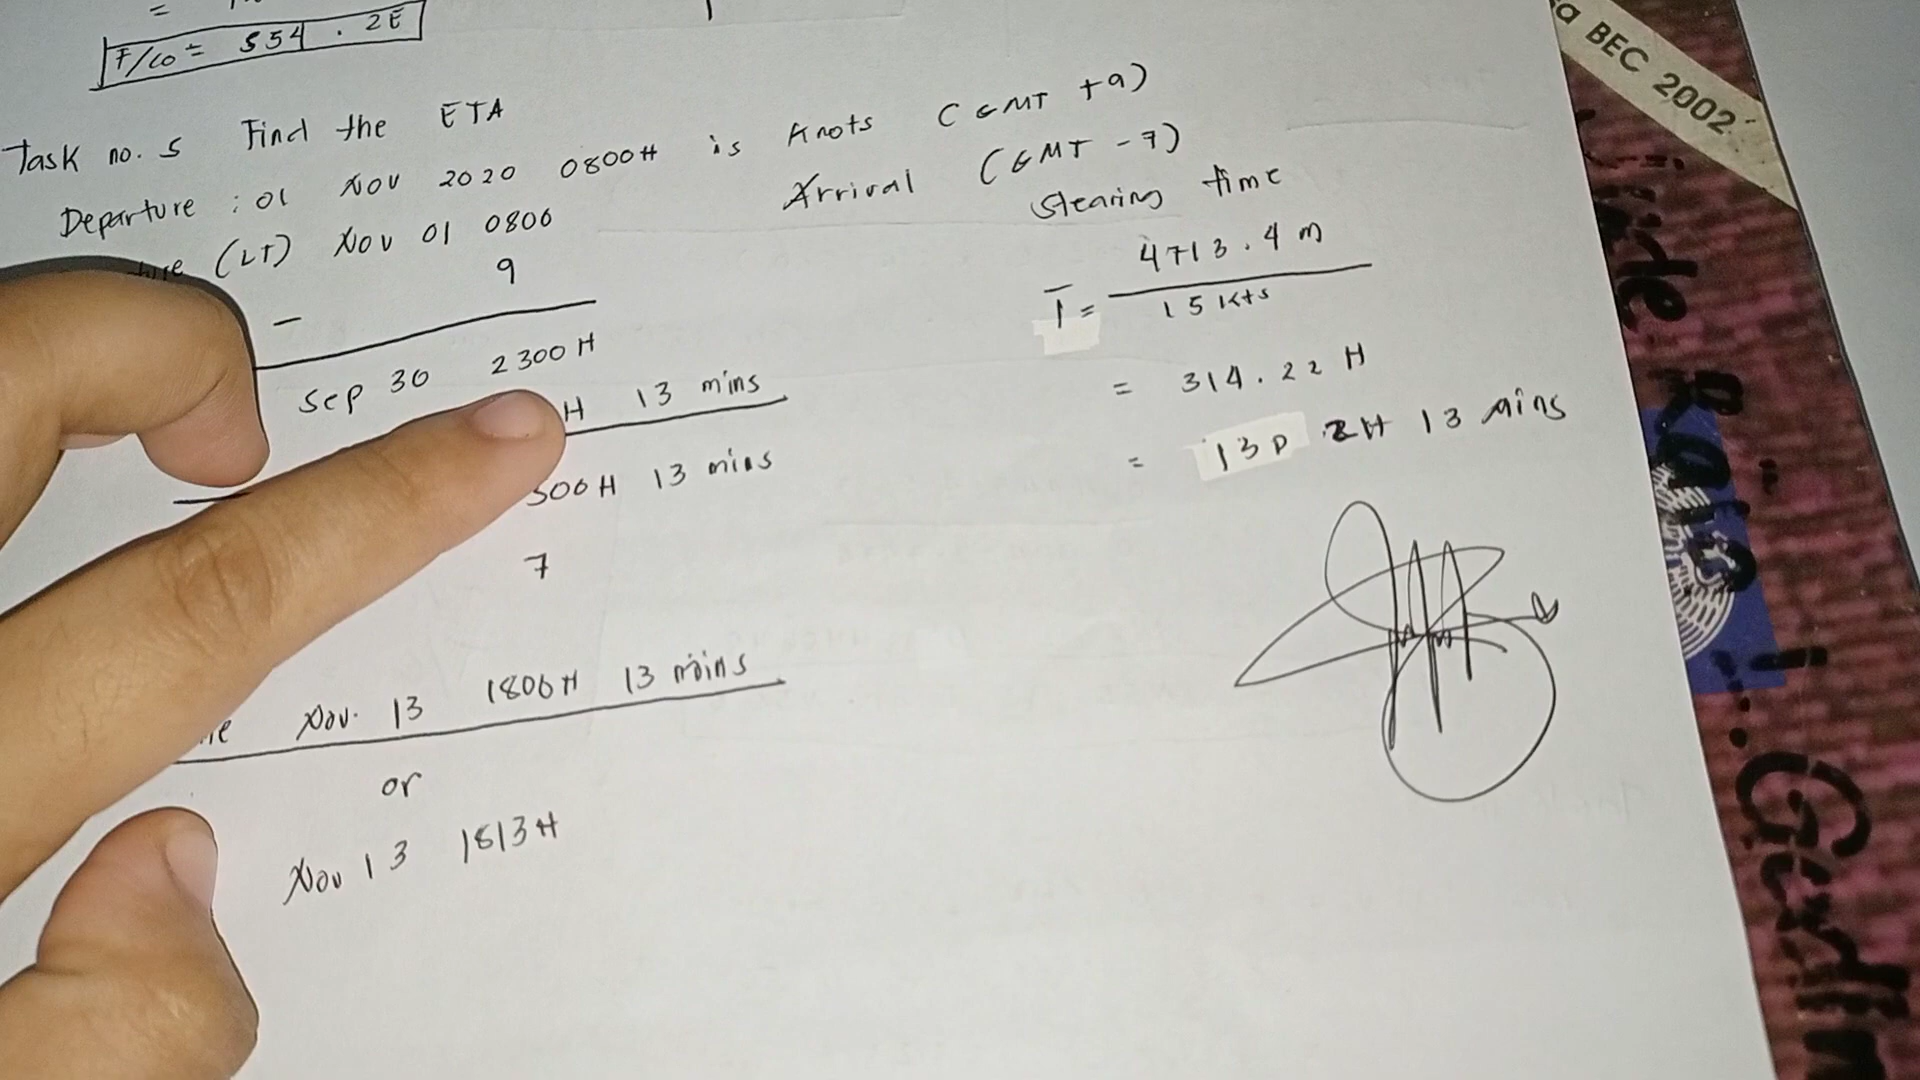 F/Co = 554.2E
Task no. 5 Find the ETA
Departure : 01 Nov 2020 0800H is Knots (GMT +9)
Arrival (GMT -7)
(LT) Nov 01 0800
- 9
Sep 30 2300H
H 13 mins
300H 13 mins
7
Nov. 13 1800H 13 mins
or
Nov 13 1813H
Stearing time
T = 4713.4 m
15 Kts
= 314.22 H
= 13D 2H 13 mins
BEC 2002